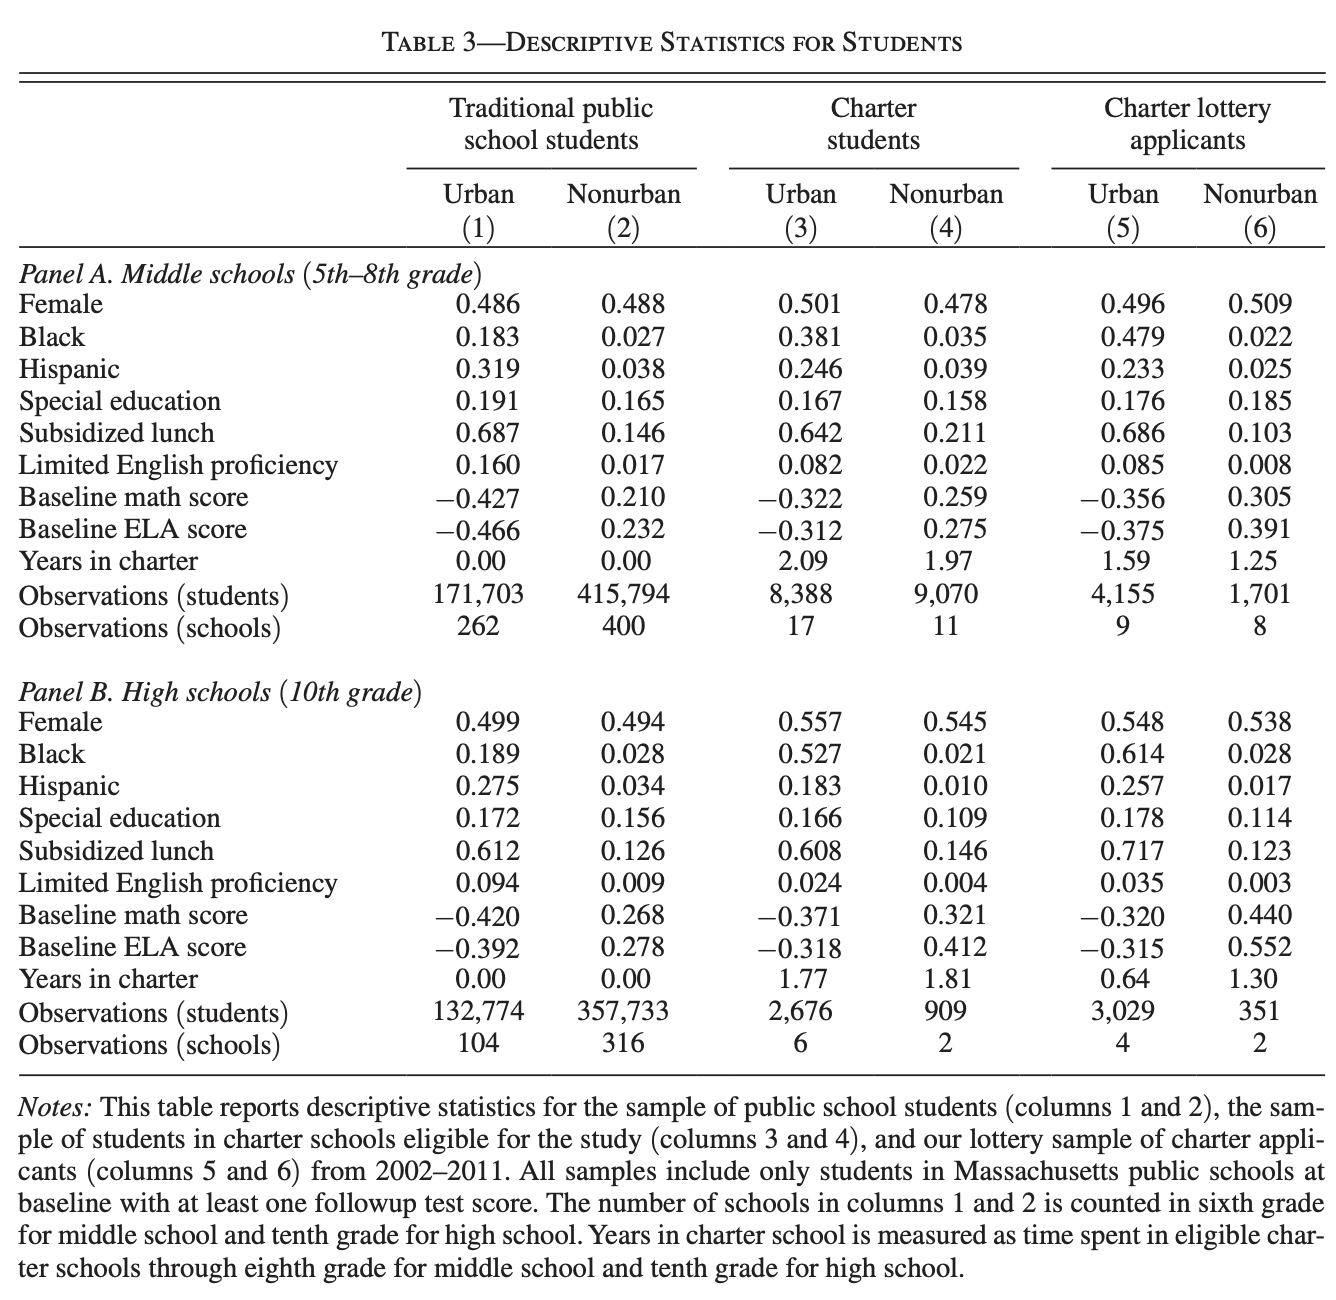 TABLE 3—DESCRIPTIVE STATISTICS FOR STUDENTS
Traditional public school students Charter students Charter lottery applicants
Urban Nonurban Urban Nonurban Urban Nonurban
(1) (2) (3) (4) (5) (6)
Panel A. Middle schools (5th–8th grade)
Female 0.486 0.488 0.501 0.478 0.496 0.509
Black 0.183 0.027 0.381 0.035 0.479 0.022
Hispanic 0.319 0.038 0.246 0.039 0.233 0.025
Special education 0.191 0.165 0.167 0.158 0.176 0.185
Subsidized lunch 0.687 0.146 0.642 0.211 0.686 0.103
Limited English proficiency 0.160 0.017 0.082 0.022 0.085 0.008
Baseline math score −0.427 0.210 −0.322 0.259 −0.356 0.305
Baseline ELA score −0.466 0.232 −0.312 0.275 −0.375 0.391
Years in charter 0.00 0.00 2.09 1.97 1.59 1.25
Observations (students) 171,703 415,794 8,388 9,070 4,155 1,701
Observations (schools) 262 400 17 11 9 8
Panel B. High schools (10th grade)
Female 0.499 0.494 0.557 0.545 0.548 0.538
Black 0.189 0.028 0.527 0.021 0.614 0.028
Hispanic 0.275 0.034 0.183 0.010 0.257 0.017
Special education 0.172 0.156 0.166 0.109 0.178 0.114
Subsidized lunch 0.612 0.126 0.608 0.146 0.717 0.123
Limited English proficiency 0.094 0.009 0.024 0.004 0.035 0.003
Baseline math score −0.420 0.268 −0.371 0.321 −0.320 0.440
Baseline ELA score −0.392 0.278 −0.318 0.412 −0.315 0.552
Years in charter 0.00 0.00 1.77 1.81 0.64 1.30
Observations (students) 132,774 357,733 2,676 909 3,029 351
Observations (schools) 104 316 6 2 4 2
Notes: This table reports descriptive statistics for the sample of public school students (columns 1 and 2), the sam-
ple of students in charter schools eligible for the study (columns 3 and 4), and our lottery sample of charter appli-
cants (columns 5 and 6) from 2002–2011. All samples include only students in Massachusetts public schools at
baseline with at least one followup test score. The number of schools in columns 1 and 2 is counted in sixth grade
for middle school and tenth grade for high school. Years in charter school is measured as time spent in eligible char-
ter schools through eighth grade for middle school and tenth grade for high school.